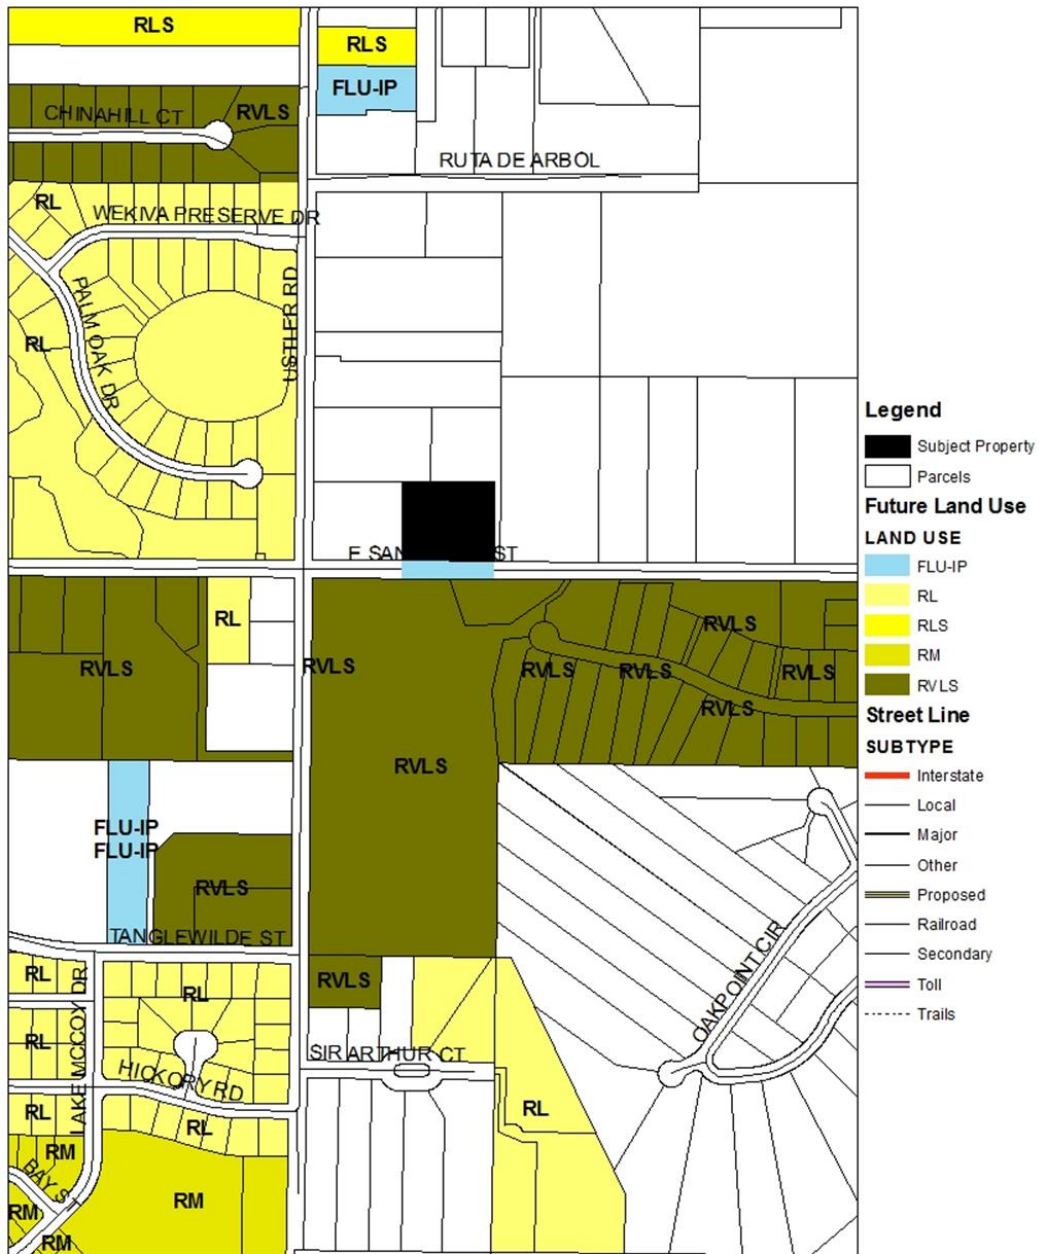 RLS
RLS
FLU-IP
CHINAHILL CT
RVLS
RUTA DE ARBOL
RL
WEKIVA PRESERVE DR
PALM OAK DR
USTLER RD
RL
E SAN
ST
RL
RVLS
RVLS
RVLS
RVLS
RVLS
RVLS
RVLS
RVLS
FLU-IP
FLU-IP
RVLS
TANGLEWILDE ST
OAKPOINT CIR
RL
RL
RVLS
LAKE MCCOY DR
RL
SIR ARTHUR CT
HICKORY RD
RL
RL
RL
RM
BAY ST
RM
RM
RM
Legend
Subject Property
Parcels
Future Land Use
LAND USE
FLU-IP
RL
RLS
RM
RVLS
Street Line
SUBTYPE
Interstate
Local
Major
Other
Proposed
Railroad
Secondary
Toll
Trails